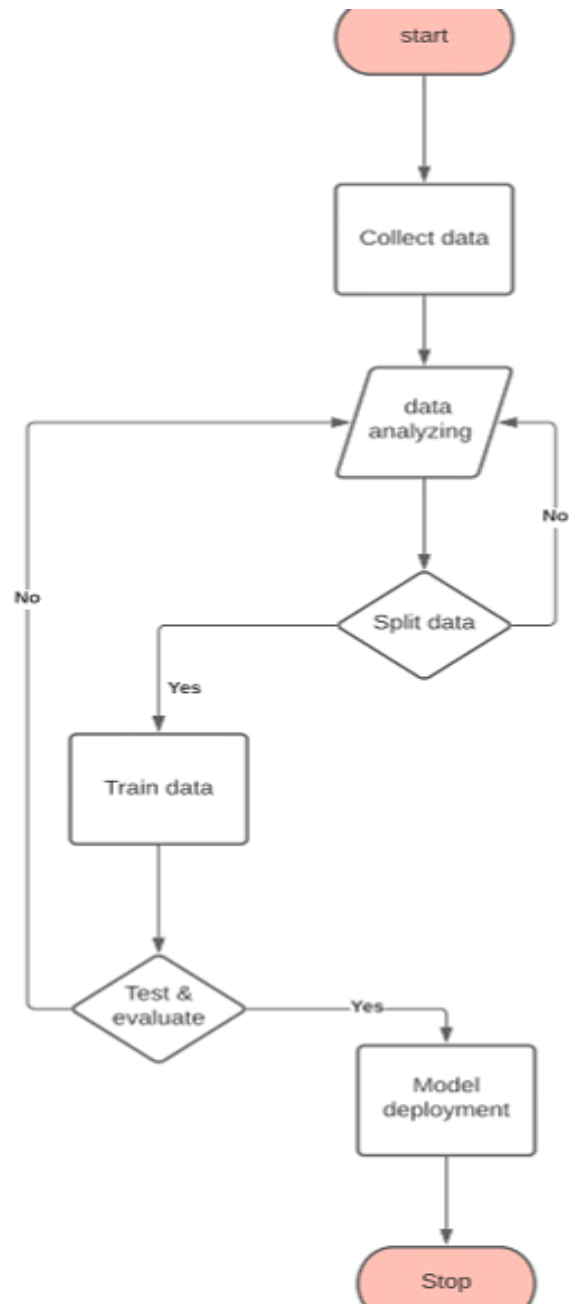 start
Collect data
data
analyzing
No
No
Split data
Yes
Train data
Test &
evaluate
Yes
Model
deployment
Stop